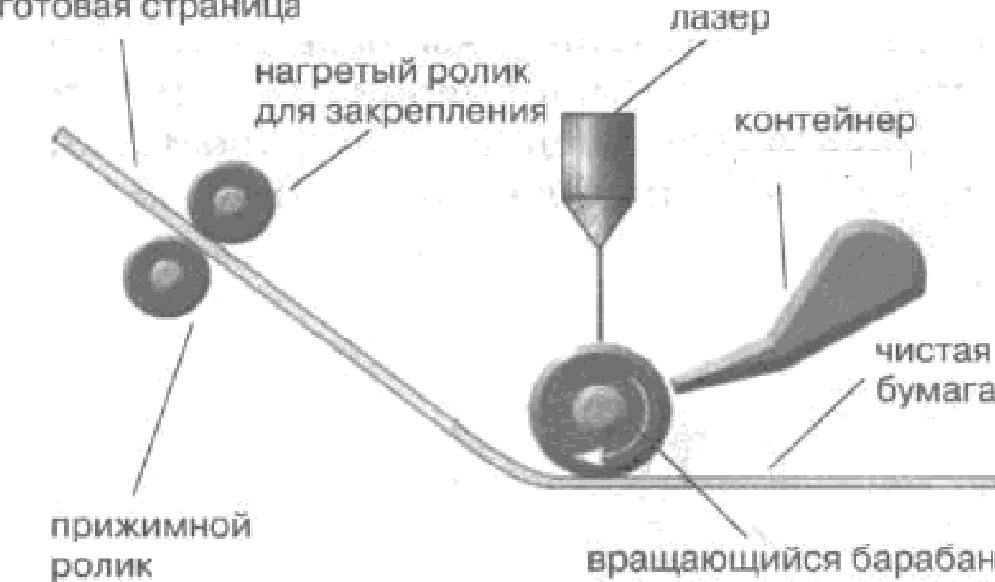 готовая страница
лазер
нагретый ролик
для закрепления
контейнер
чистая
бумага
прижимной
ролик
вращающийся барабан